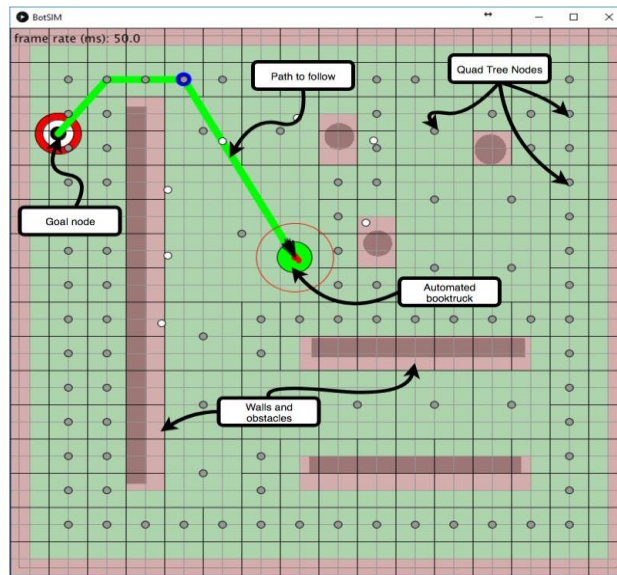 BotSIM
frame rate (ms): 50.0
Path to follow
Quad Tree Nodes
Goal node
Automated
booktruck
Walls and
obstacles